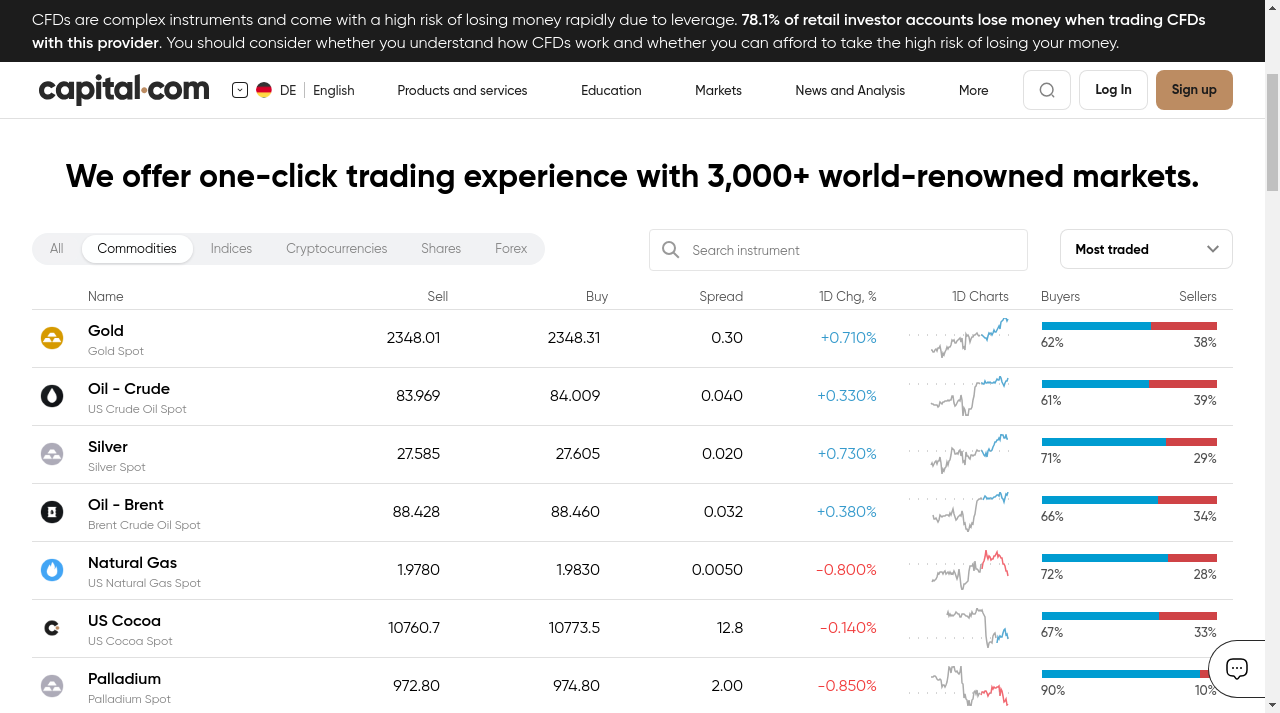 CFDs are complex instruments and come with a high risk of losing money rapidly due to leverage. 78.1% of retail investor accounts lose money when trading CFDs
with this provider. You should consider whether you understand how CFDs work and whether you can afford to take the high risk of losing your money.
capital.com DE English Products and services Education Markets News and Analysis More Log In Sign up
We offer one-click trading experience with 3,000+ world-renowned markets.
All Commodities Indices Cryptocurrencies Shares Forex Search instrument Most traded
Name Sell Buy Spread 1D Chg, % 1D Charts Buyers Sellers
Gold 2348.01 2348.31 0.30 +0.710%
Gold Spot 62% 38%
Oil - Crude 83.969 84.009 0.040 +0.330%
US Crude Oil Spot 61% 39%
Silver 27.585 27.605 0.020 +0.730%
Silver Spot 71% 29%
Oil - Brent 88.428 88.460 0.032 +0.380%
Brent Crude Oil Spot 66% 34%
Natural Gas 1.9780 1.9830 0.0050 -0.800%
US Natural Gas Spot 72% 28%
US Cocoa 10760.7 10773.5 12.8 -0.140%
US Cocoa Spot 67% 33%
Palladium 972.80 974.80 2.00 -0.850%
Palladium Spot 90% 10%